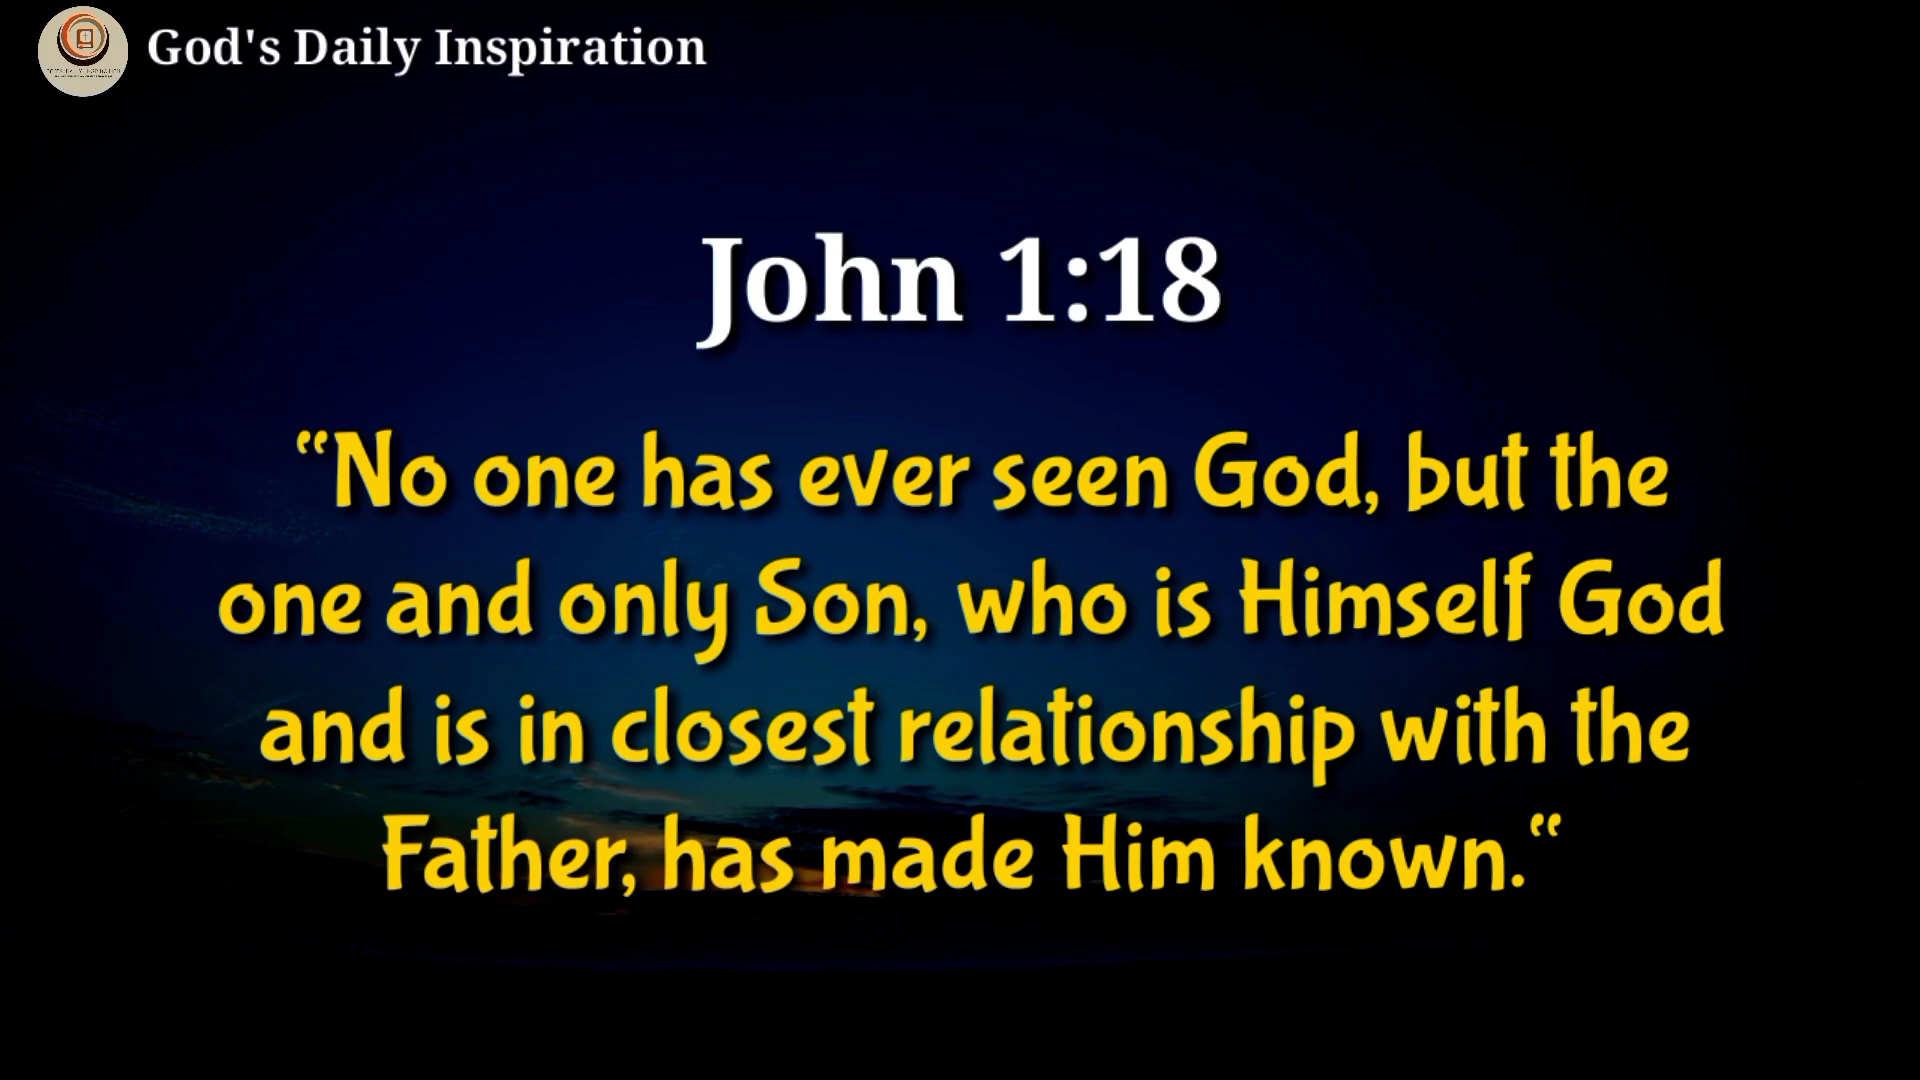 God's Daily Inspiration
John 1:18
“No one has ever seen God, but the
one and only Son, who is Himself God
and is in closest relationship with the
Father, has made Him known.“